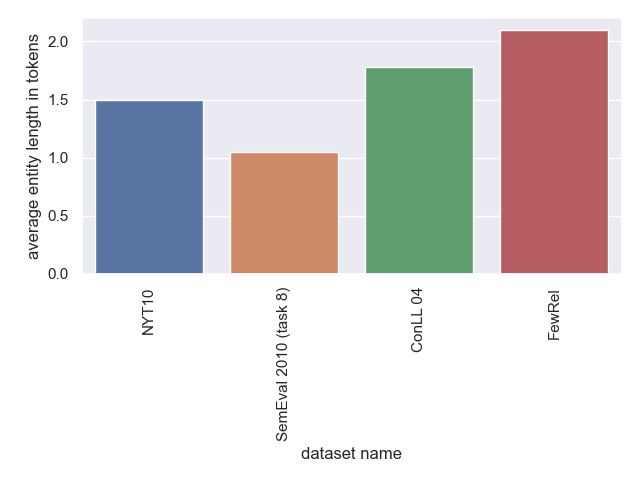 average entity length in tokens
2.0
1.5
1.0
0.5
0.0
NYT10
SemEval 2010 (task 8)
ConLL 04
FewRel
dataset name